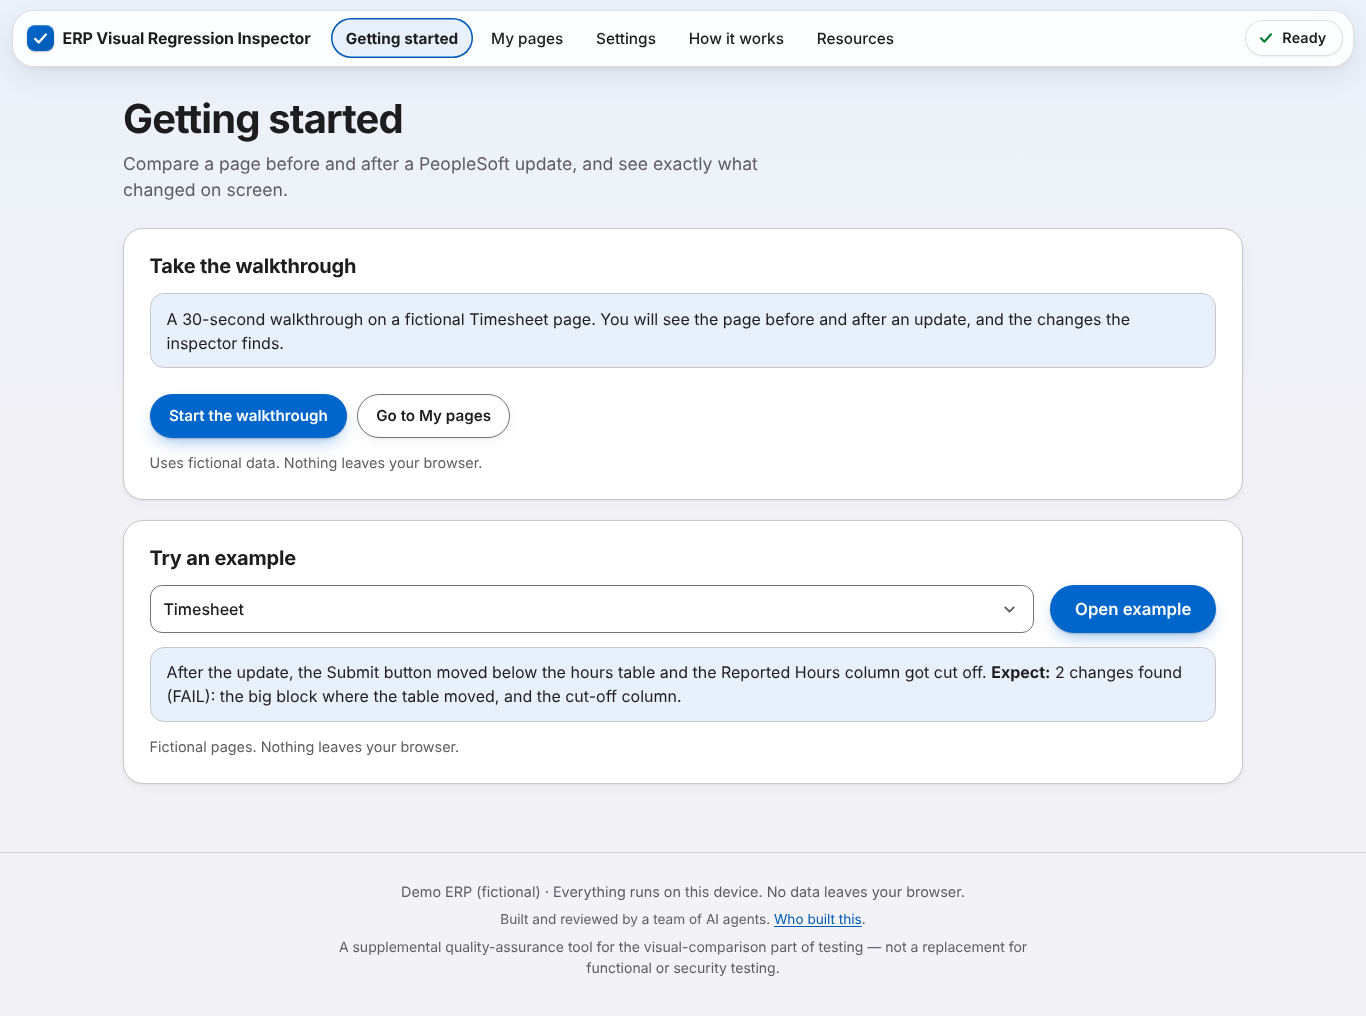 ERP Visual Regression Inspector
Getting started
My pages
Settings
How it works
Resources
Ready
Getting started
Compare a page before and after a PeopleSoft update, and see exactly what
changed on screen.
Take the walkthrough
A 30-second walkthrough on a fictional Timesheet page. You will see the page before and after an update, and the changes the
inspector finds.
Start the walkthrough
Go to My pages
Uses fictional data. Nothing leaves your browser.
Try an example
Timesheet
Open example
After the update, the Submit button moved below the hours table and the Reported Hours column got cut off. Expect: 2 changes found
(FAIL): the big block where the table moved, and the cut-off column.
Fictional pages. Nothing leaves your browser.
Demo ERP (fictional) · Everything runs on this device. No data leaves your browser.
Built and reviewed by a team of AI agents. Who built this.
A supplemental quality-assurance tool for the visual-comparison part of testing — not a replacement for
functional or security testing.